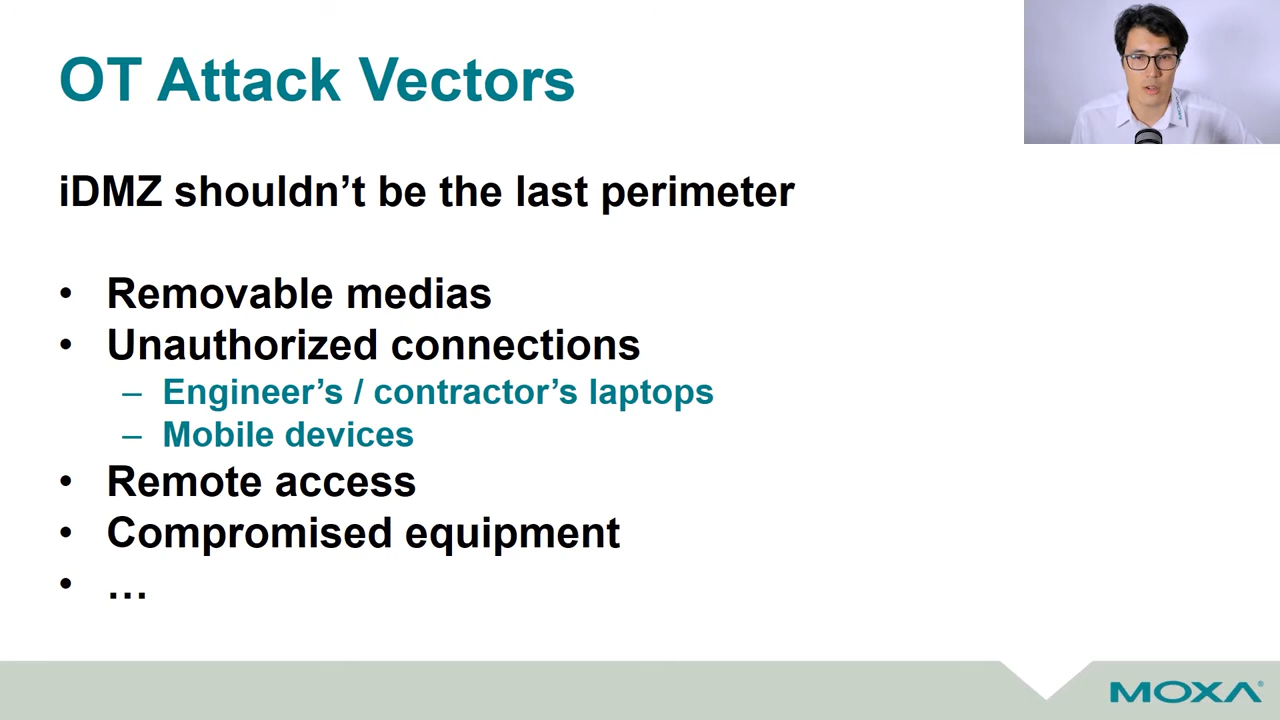 OT Attack Vectors
iDMZ shouldn’t be the last perimeter
• Removable medias
• Unauthorized connections
– Engineer’s / contractor’s laptops
– Mobile devices
• Remote access
• Compromised equipment
• …
MOXA®